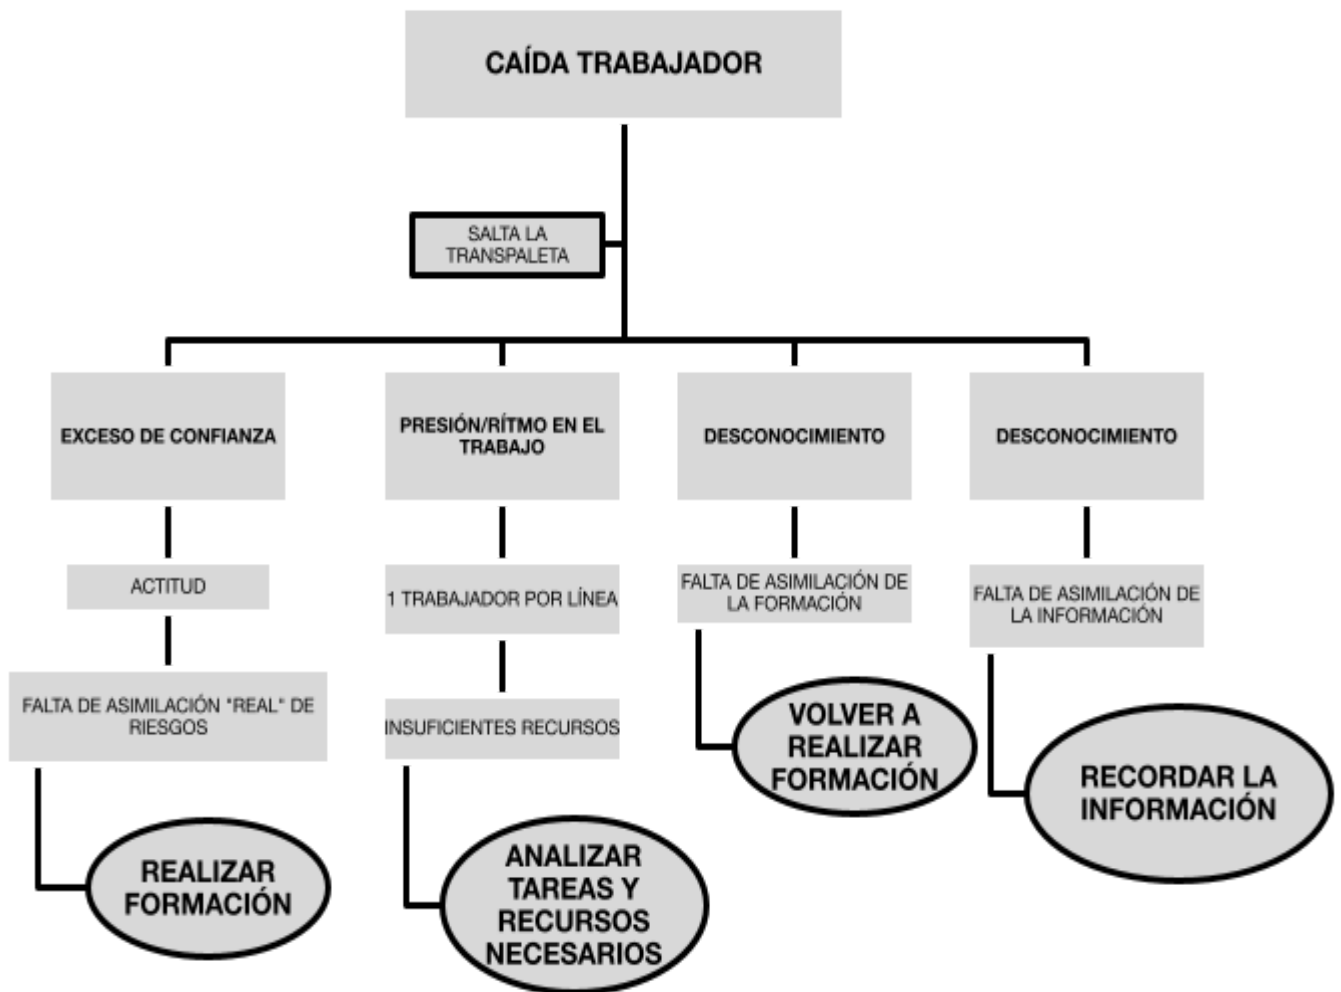 CAÍDA TRABAJADOR
SALTA LA
TRANSPALETA
EXCESO DE CONFIANZA
PRESIÓN/RÍTMO EN EL
TRABAJO
DESCONOCIMIENTO
DESCONOCIMIENTO
ACTITUD
1 TRABAJADOR POR LÍNEA
FALTA DE ASIMILACIÓN DE
LA FORMACIÓN
FALTA DE ASIMILACIÓN DE
LA INFORMACIÓN
FALTA DE ASIMILACIÓN "REAL" DE
RIESGOS
INSUFICIENTES RECURSOS
VOLVER A
REALIZAR
FORMACIÓN
RECORDAR LA
INFORMACIÓN
REALIZAR
FORMACIÓN
ANALIZAR
TAREAS Y
RECURSOS
NECESARIOS